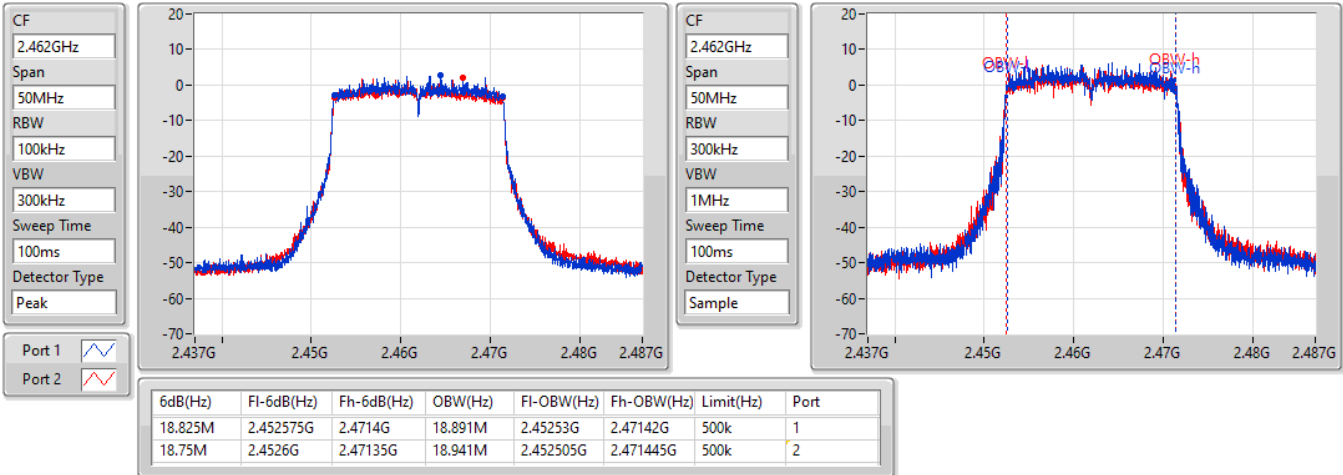 CF
2.462GHz
Span
50MHz
RBW
100kHz
VBW
300kHz
Sweep Time
100ms
Detector Type
Peak
20
10
0
-10
-20
-30
-40
-50
-60
-70
2.437G 2.45G 2.46G 2.47G 2.48G 2.487G
CF
2.462GHz
Span
50MHz
RBW
300kHz
VBW
1MHz
Sweep Time
100ms
Detector Type
Sample
20
10
0
-10
-20
-30
-40
-50
-60
-70
OBW-h
OBW-h
2.437G 2.45G 2.46G 2.47G 2.48G 2.487G
Port 1
Port 2
6dB(Hz) Fl-6dB(Hz) Fh-6dB(Hz) OBW(Hz) Fl-OBW(Hz) Fh-OBW(Hz) Limit(Hz) Port
18.825M 2.452575G 2.4714G 18.891M 2.45253G 2.47142G 500k 1
18.75M 2.4526G 2.47135G 18.941M 2.452505G 2.471445G 500k 2